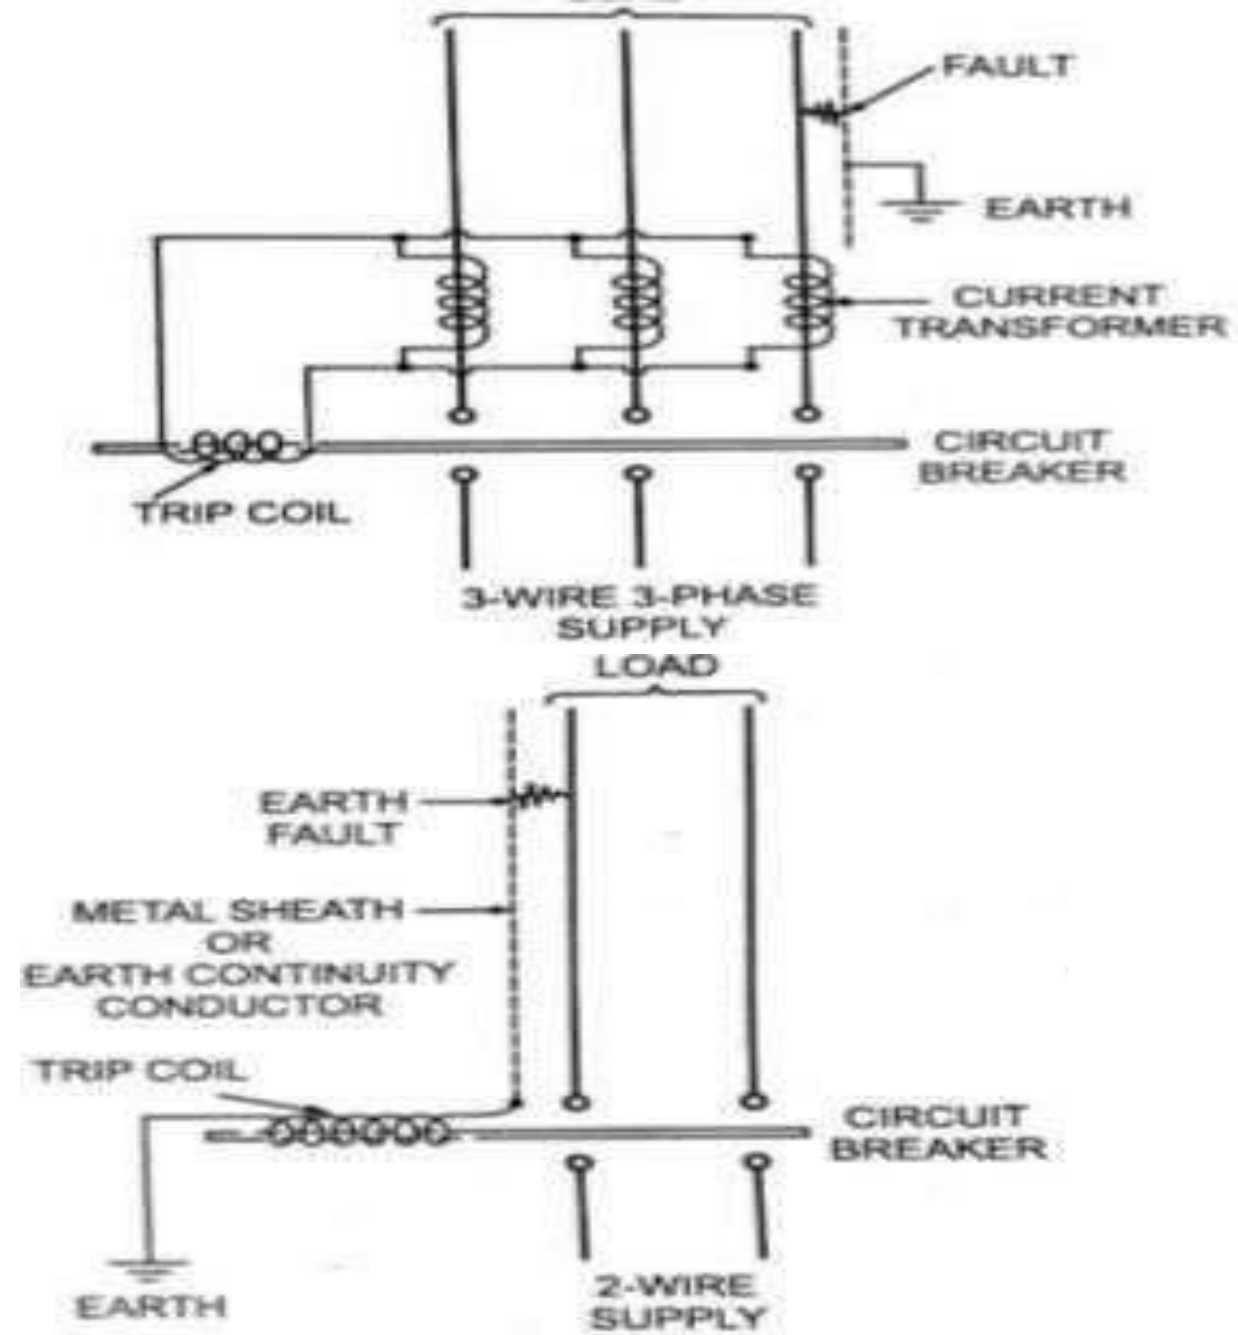 FAULT
EARTH
CURRENT
TRANSFORMER
CIRCUIT
BREAKER
TRIP COIL
3-WIRE 3-PHASE
SUPPLY
LOAD
EARTH
FAULT
METAL SHEATH
OR
EARTH CONTINUITY
CONDUCTOR
TRIP COIL
CIRCUIT
BREAKER
2-WIRE
SUPPLY
EARTH